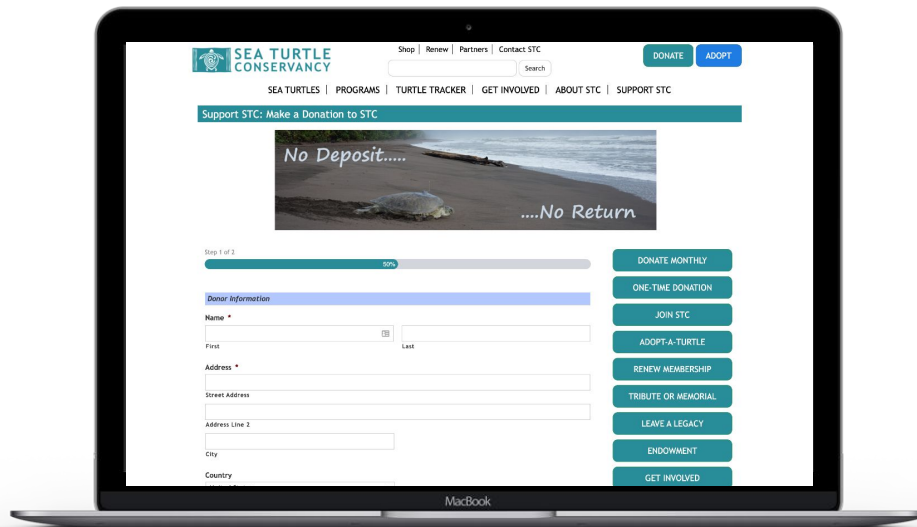 SEA TURTLE
CONSERVANCY
Shop | Renew | Partners | Contact STC
Search
DONATE
ADOPT
SEA TURTLES | PROGRAMS | TURTLE TRACKER | GET INVOLVED | ABOUT STC | SUPPORT STC
Support STC: Make a Donation to STC
No Deposit.....
....No Return
Step 1 of 2
50%
Donor Information
Name *
First
Last
Address *
Street Address
Address Line 2
City
Country
DONATE MONTHLY
ONE-TIME DONATION
JOIN STC
ADOPT-A-TURTLE
RENEW MEMBERSHIP
TRIBUTE OR MEMORIAL
LEAVE A LEGACY
ENDOWMENT
GET INVOLVED
MacBook